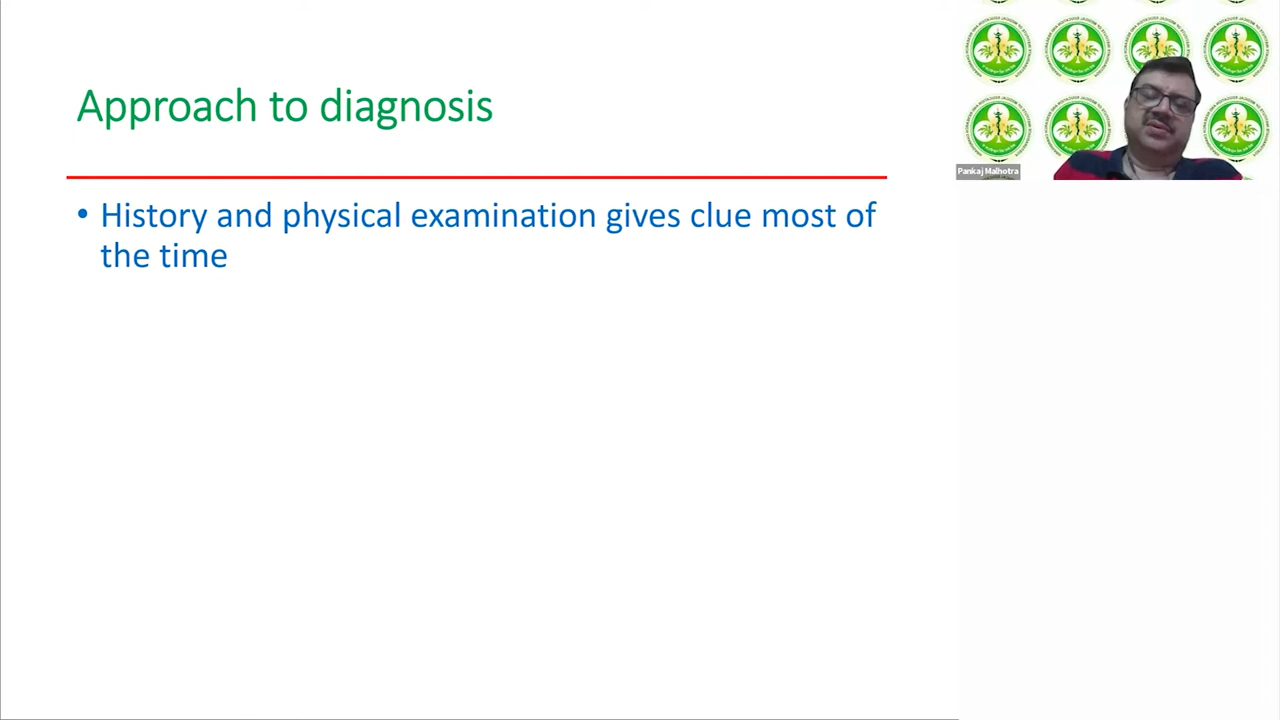 Approach to diagnosis
• History and physical examination gives clue most of
the time
Pankaj Malhotra